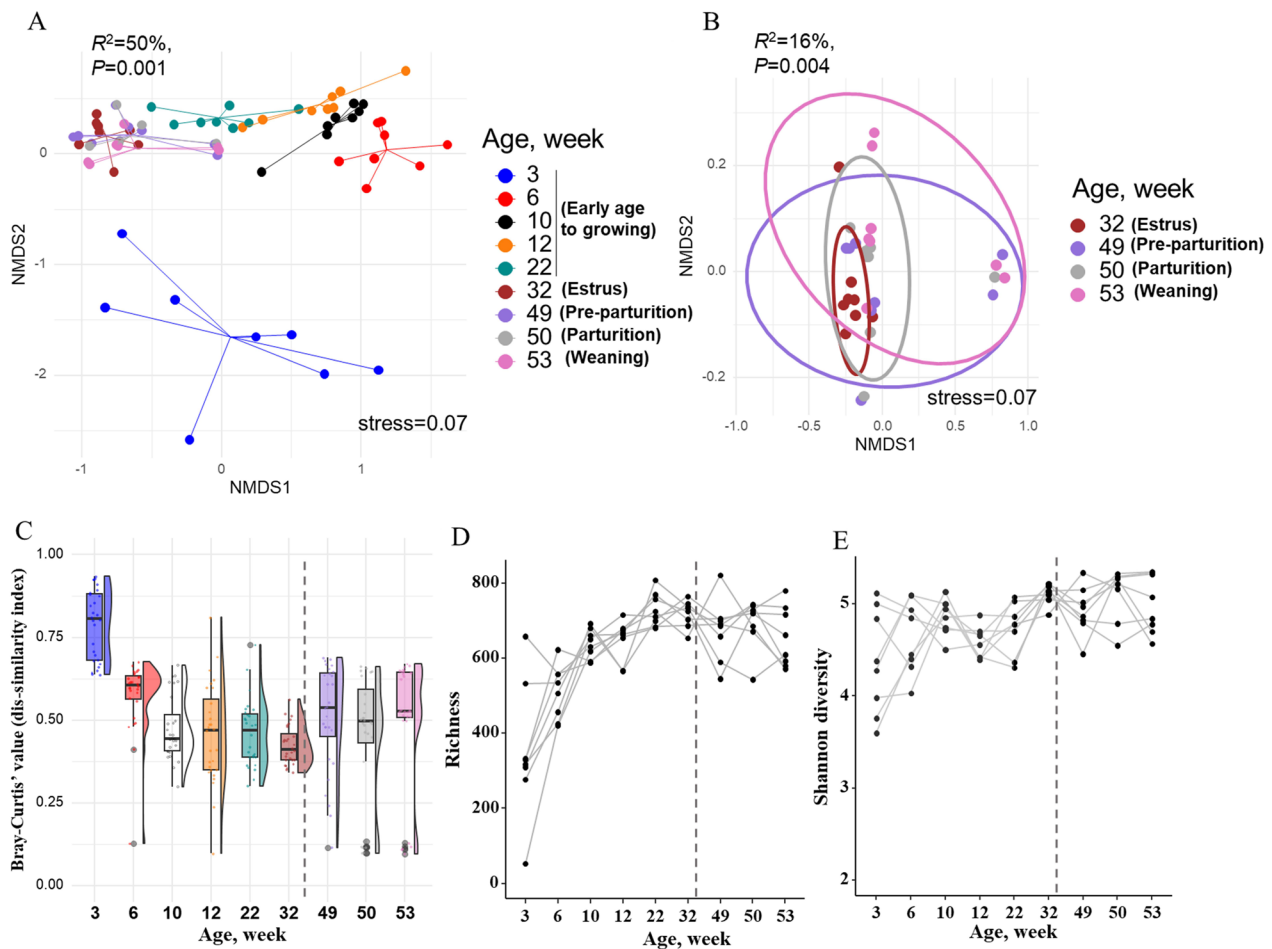 A
R²=50%,
P=0.001
0
-1
-2
NMDS2
-1
0
1
NMDS1
stress=0.07
Age, week
3
6
10
12
22
(Early age
to growing)
32 (Estrus)
49 (Pre-parturition)
50 (Parturition)
53 (Weaning)
B
R²=16%,
P=0.004
0.2
0.0
-0.2
NMDS2
-1.0
-0.5
0.0
0.5
1.0
NMDS1
stress=0.07
Age, week
32 (Estrus)
49 (Pre-parturition)
50 (Parturition)
53 (Weaning)
C
1.00
0.75
0.50
0.25
0.00
Bray-Curtis' value (dis-similarity index)
3 6 10 12 22 32 49 50 53
Age, week
D
800
600
400
200
0
Richness
3 6 10 12 22 32 49 50 53
Age, week
E
5
4
3
2
Shannon diversity
3 6 10 12 22 32 49 50 53
Age, week